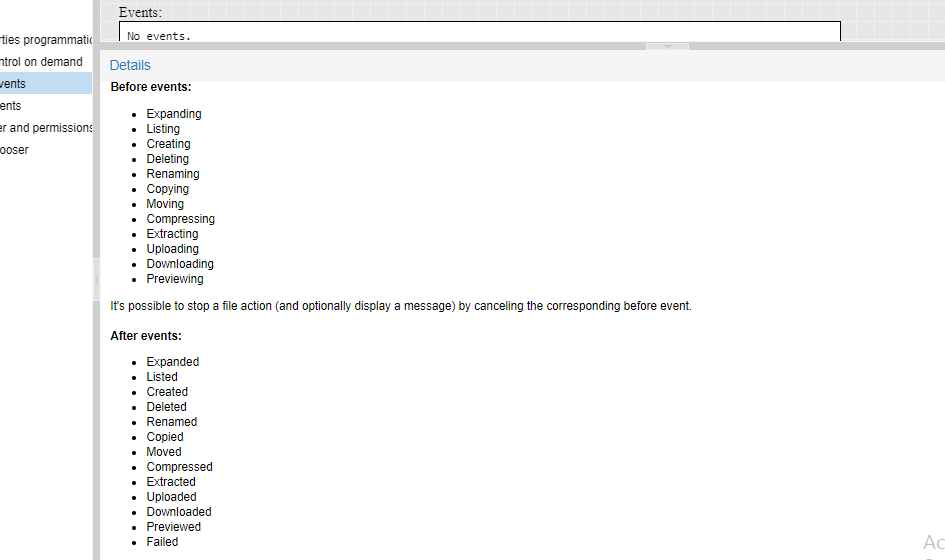 Events:
No events.
rties programmatic
ntrol on demand
vents
ents
er and permissions
ooser
Details
Before events:
Expanding
Listing
Creating
Deleting
Renaming
Copying
Moving
Compressing
Extracting
Uploading
Downloading
Previewing
It's possible to stop a file action (and optionally display a message) by canceling the corresponding before event.
After events:
Expanded
Listed
Created
Deleted
Renamed
Copied
Moved
Compressed
Extracted
Uploaded
Downloaded
Previewed
Failed
Ac